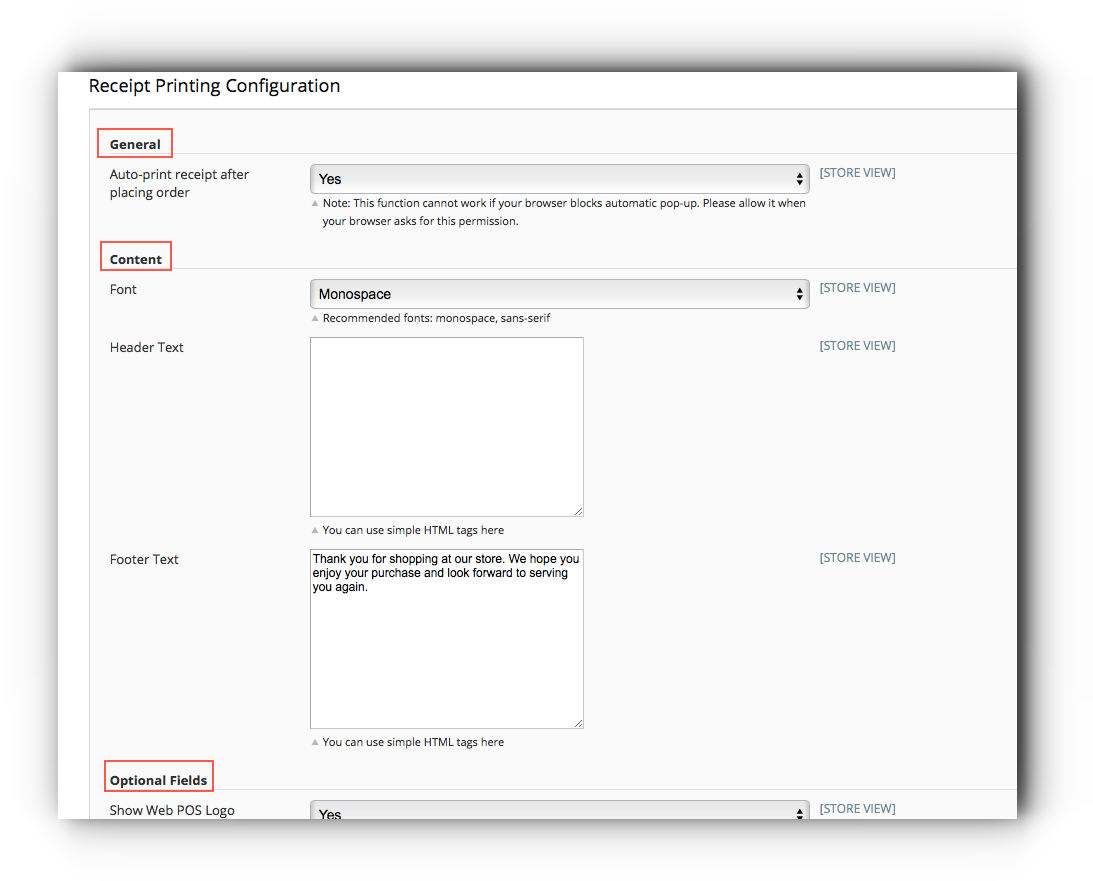 Receipt Printing Configuration
General
Auto-print receipt after
placing order
Yes
[STORE VIEW]
Note: This function cannot work if your browser blocks automatic pop-up. Please allow it when
your browser asks for this permission.
Content
Font
Monospace
[STORE VIEW]
Recommended fonts: monospace, sans-serif
Header Text
[STORE VIEW]
You can use simple HTML tags here
Footer Text
Thank you for shopping at our store. We hope you
enjoy your purchase and look forward to serving
you again.
[STORE VIEW]
You can use simple HTML tags here
Optional Fields
Show Web POS Logo
Yes
[STORE VIEW]